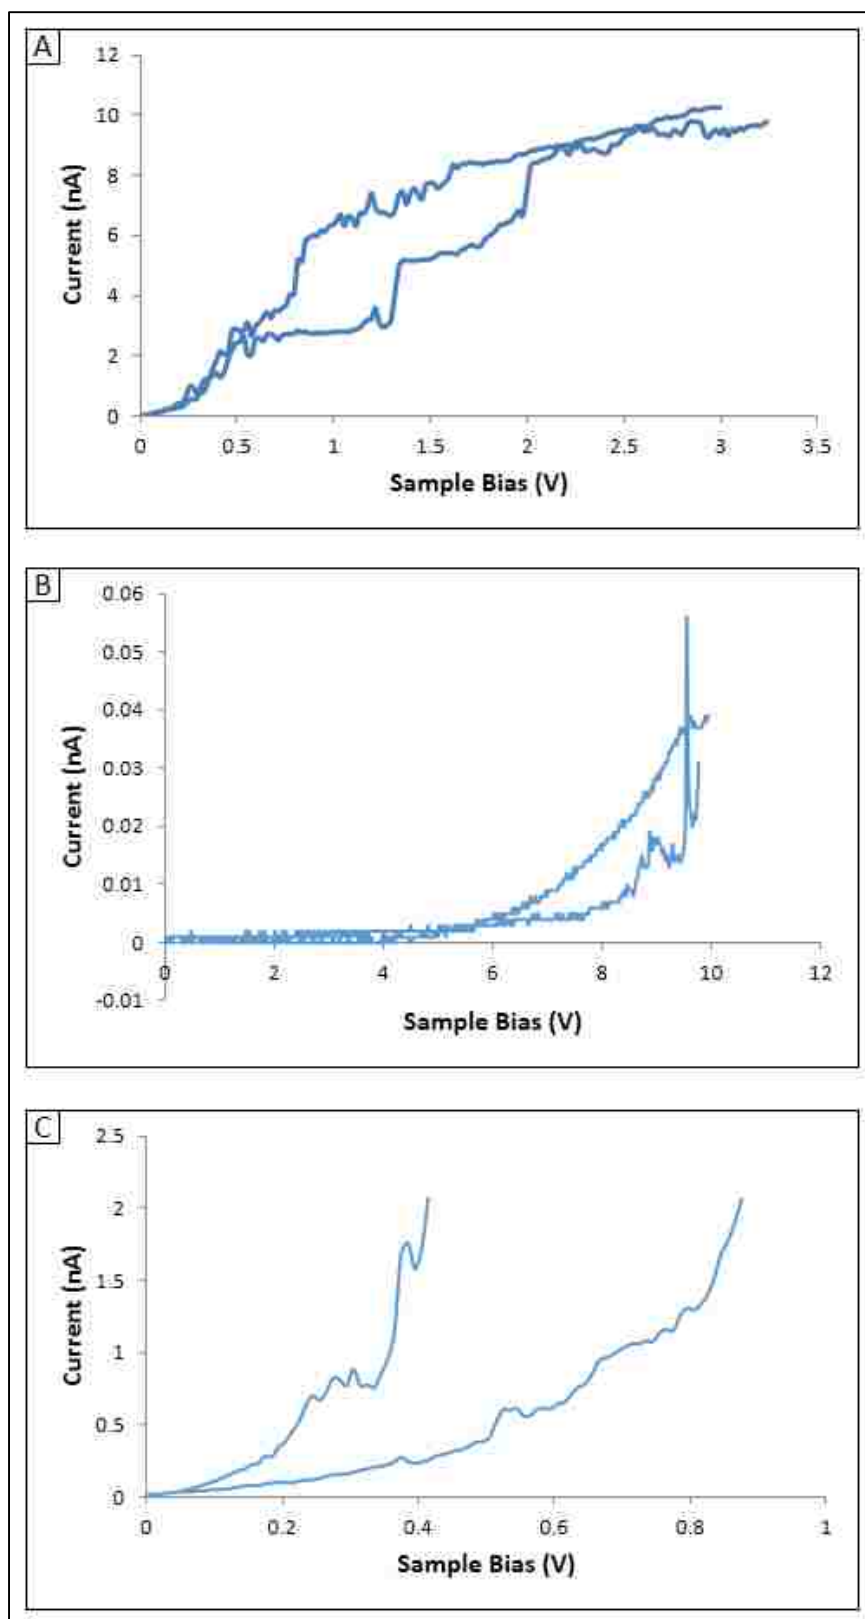 A
12
10
8
6
4
2
0
Current (nA)
0 0.5 1 1.5 2 2.5 3 3.5
Sample Bias (V)
B
0.06
0.05
0.04
0.03
0.02
0.01
0
-0.01
Current (nA)
0 2 4 6 8 10 12
Sample Bias (V)
C
2.5
2
1.5
1
0.5
0
Current (nA)
0 0.2 0.4 0.6 0.8 1
Sample Bias (V)